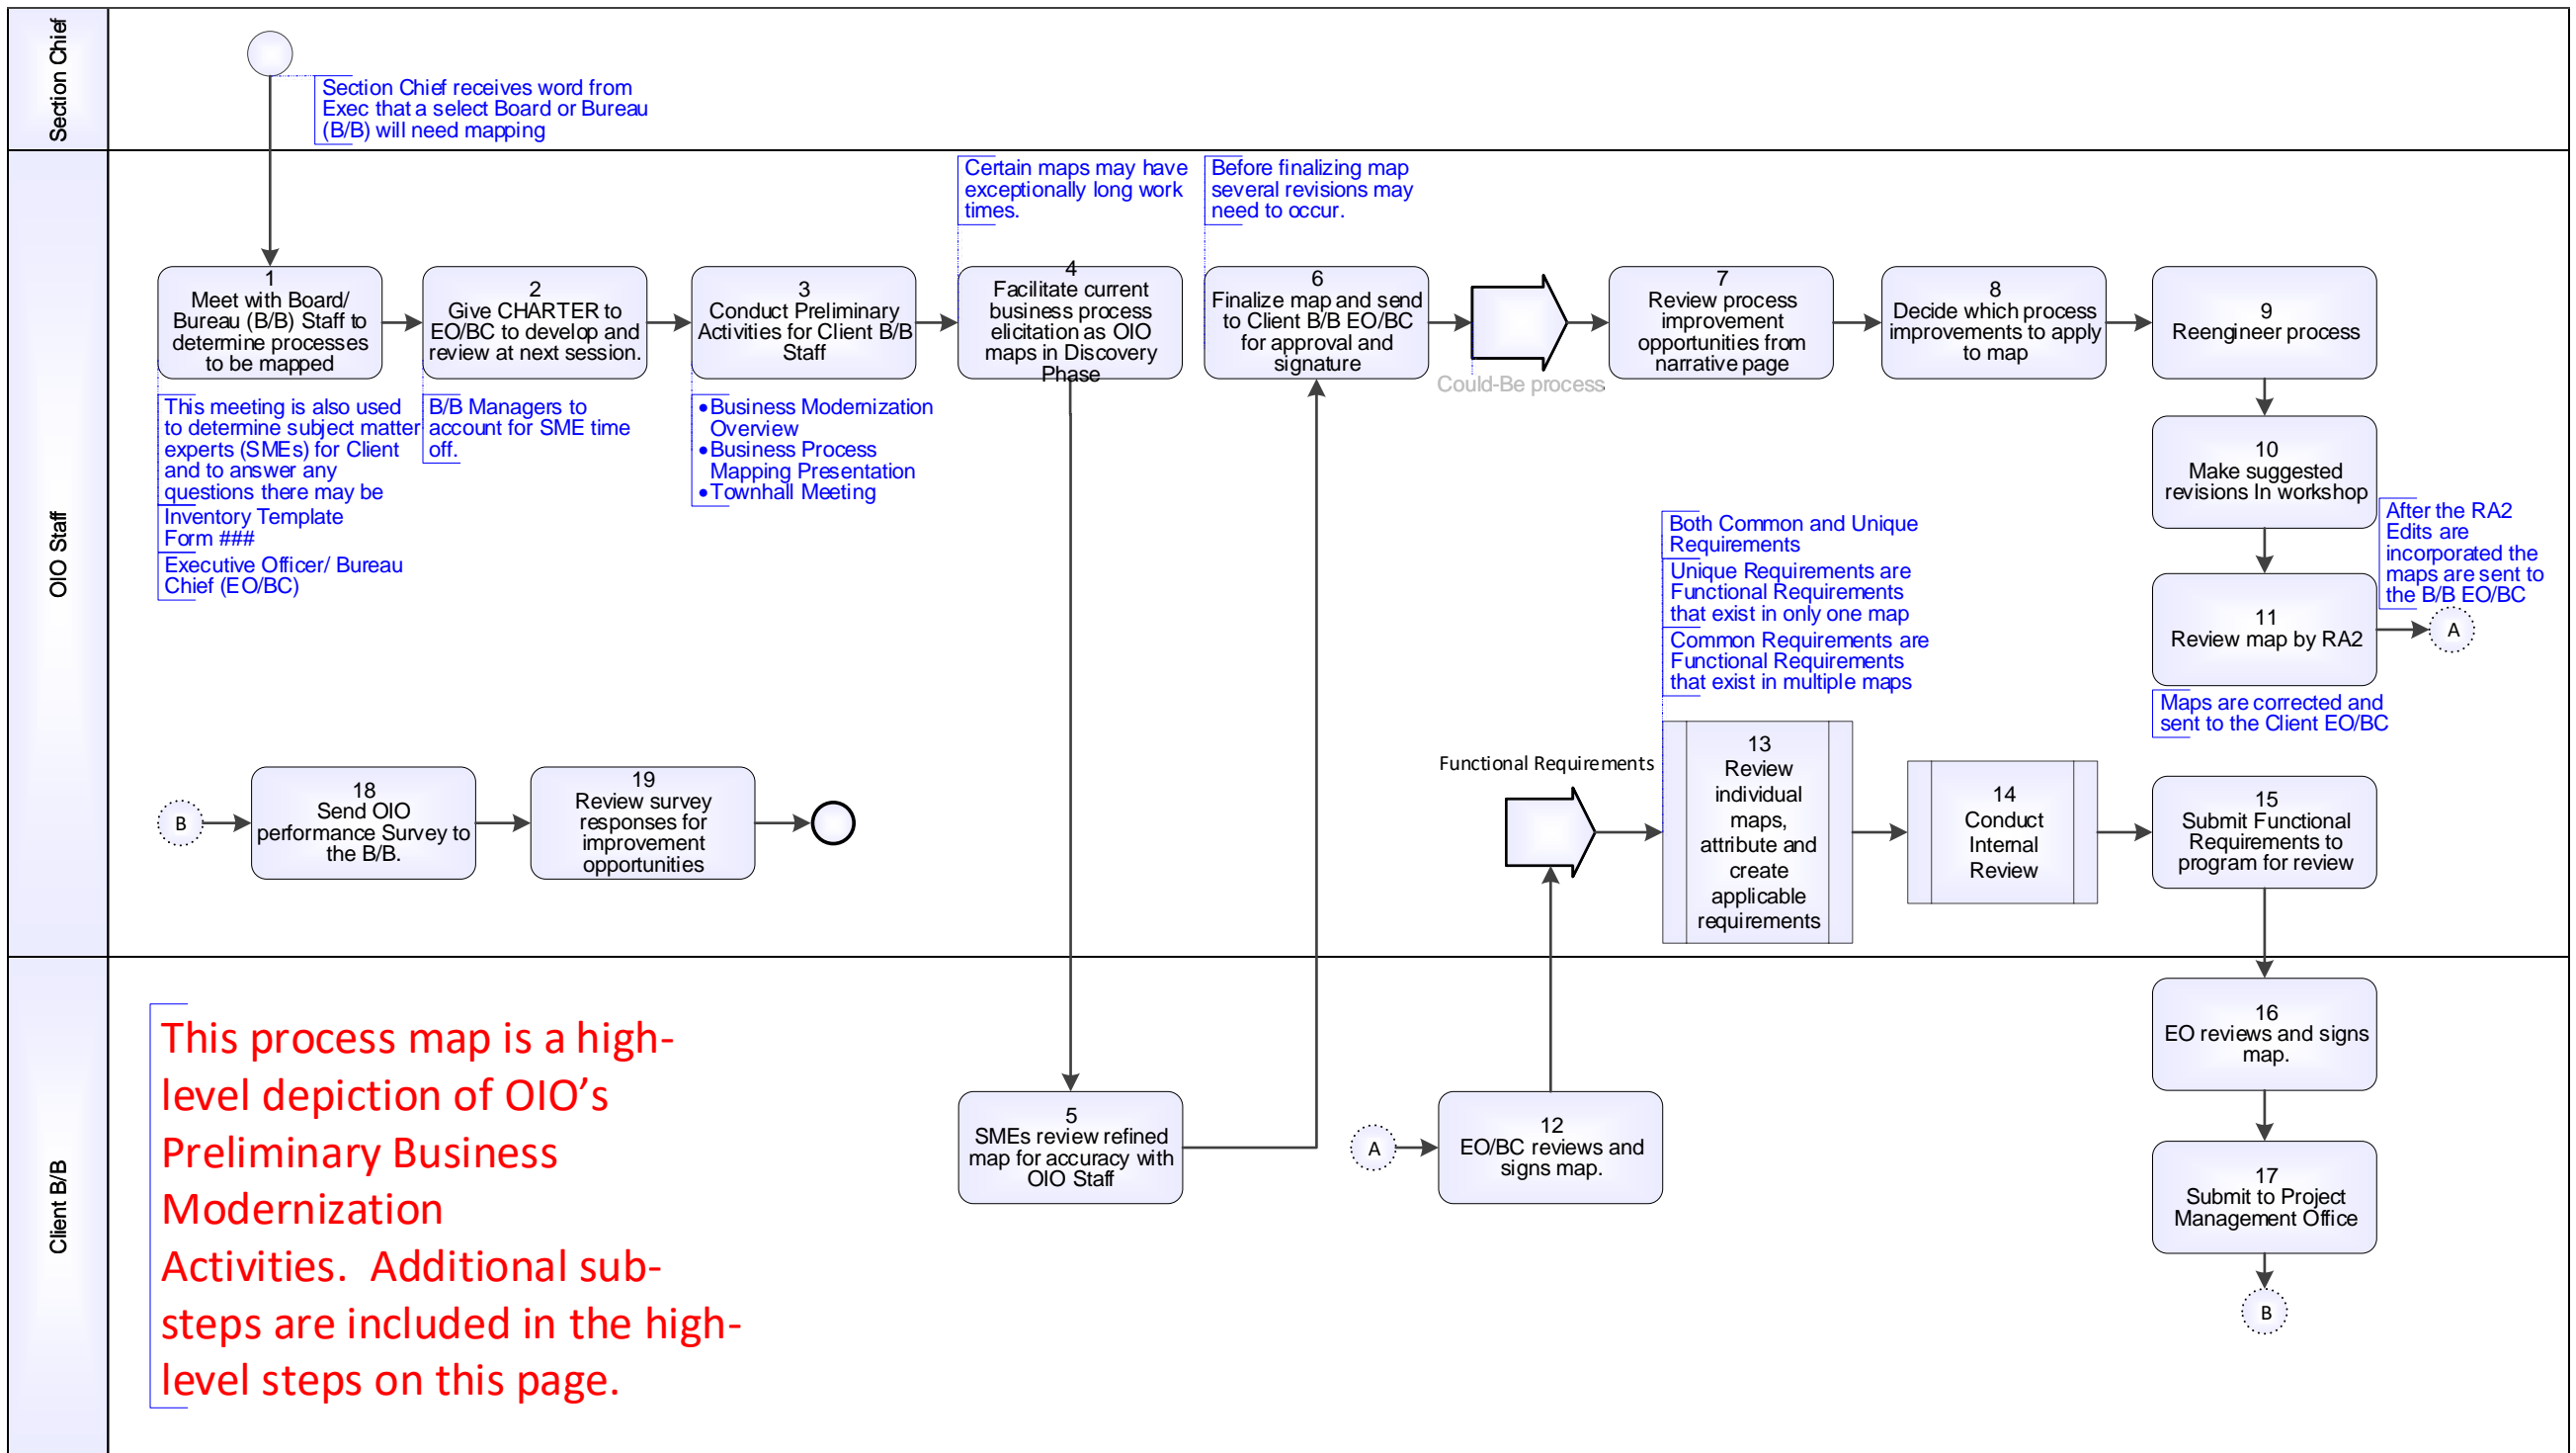 Section Chief
Section Chief receives word from
Exec that a select Board or Bureau
(B/B) will need mapping
OIO Staff
Certain maps may have
exceptionally long work
times.
Before finalizing map
several revisions may
need to occur.
1
Meet with Board/
Bureau (B/B) Staff to
determine processes
to be mapped
2
Give CHARTER to
EO/BC to develop and
review at next session.
3
Conduct Preliminary
Activities for Client B/B
Staff
4
Facilitate current
business process
elicitation as OIO
maps in Discovery
Phase
6
Finalize map and send
to Client B/B EO/BC
for approval and
signature
Could-Be process
7
Review process
improvement
opportunities from
narrative page
8
Decide which process
improvements to apply
to map
9
Reengineer process
This meeting is also used
to determine subject matter
experts (SMEs) for Client
and to answer any
questions there may be
Inventory Template
Form ###
Executive Officer/ Bureau
Chief (EO/BC)
B/B Managers to
account for SME time
off.
•Business Modernization
Overview
•Business Process
Mapping Presentation
•Townhall Meeting
10
Make suggested
revisions In workshop
After the RA2
Edits are
incorporated the
maps are sent to
the B/B EO/BC
11
Review map by RA2
A
Maps are corrected and
sent to the Client EO/BC
Both Common and Unique
Requirements
Unique Requirements are
Functional Requirements
that exist in only one map
Common Requirements are
Functional Requirements
that exist in multiple maps
B
18
Send OIO
performance Survey to
the B/B.
19
Review survey
responses for
improvement
opportunities
Functional Requirements
13
Review
individual
maps,
attribute and
create
applicable
requirements
14
Conduct
Internal
Review
15
Submit Functional
Requirements to
program for review
Client B/B
This process map is a high-
level depiction of OIO’s
Preliminary Business
Modernization
Activities.  Additional sub-
steps are included in the high-
level steps on this page.
5
SMEs review refined
map for accuracy with
OIO Staff
A
12
EO/BC reviews and
signs map.
16
EO reviews and signs
map.
17
Submit to Project
Management Office
B